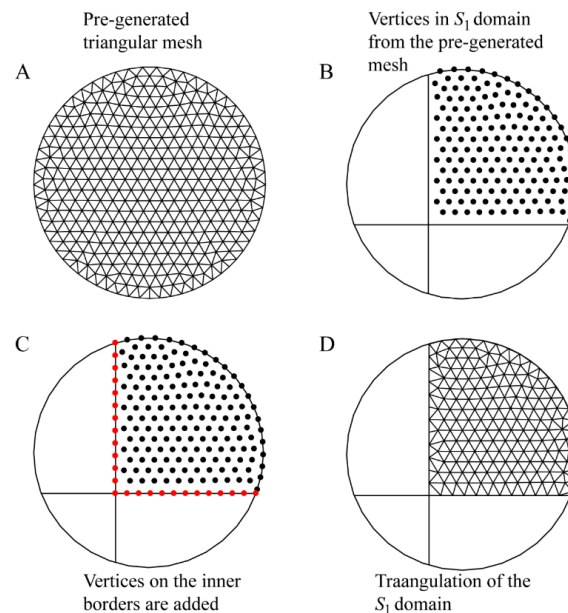 Pre-generated
triangular mesh
A
Vertices in S₁ domain
from the pre-generated
mesh
B
C
Vertices on the inner
borders are added
D
Traangulation of the
S₁ domain